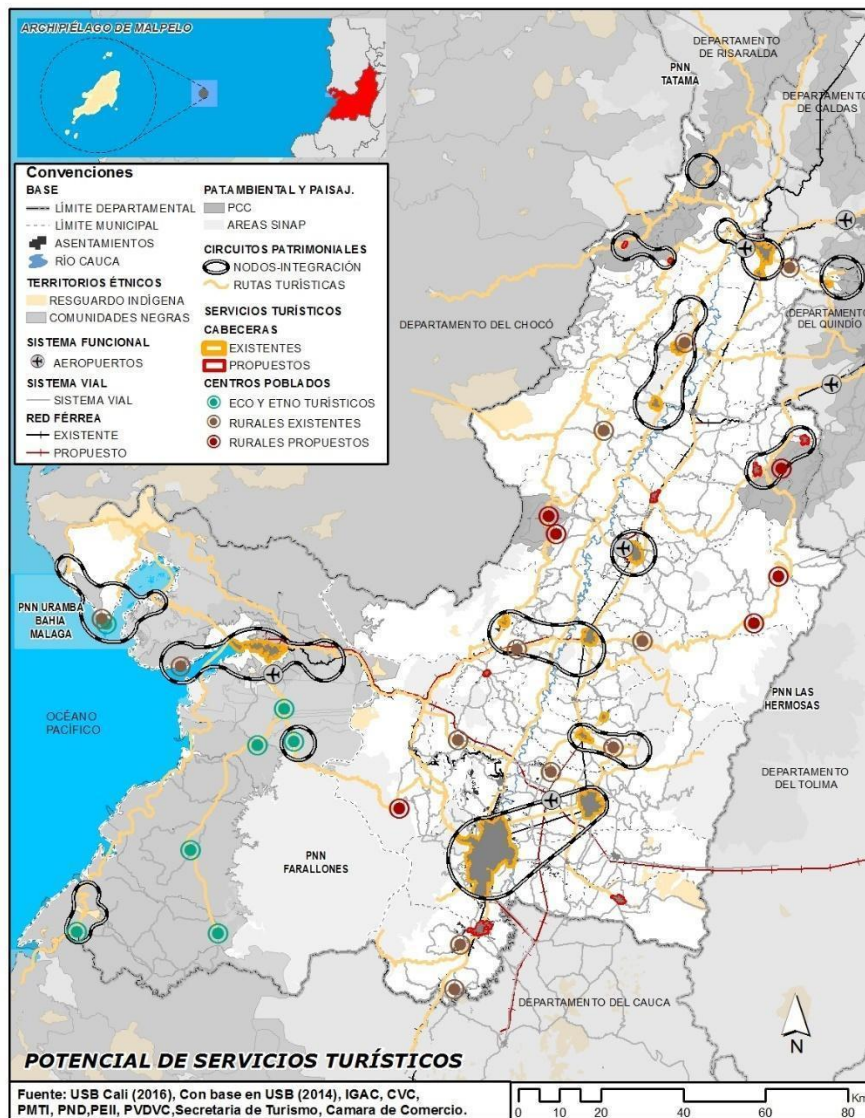 ARCHIPIÉLAGO DE MALPELO
Convenciones
BASE
LÍMITE DEPARTAMENTAL
LÍMITE MUNICIPAL
ASENTAMIENTOS
RÍO CAUCA
TERRITORIOS ÉTNICOS
RESGUARDO INDÍGENA
COMUNIDADES NEGRAS
SISTEMA FUNCIONAL
AEROPUERTOS
SISTEMA VIAL
SISTEMA VIAL
RED FÉRREA
EXISTENTE
PROPUESTO
PAT.AMBIENTAL Y PAISAJ.
PCC
AREAS SINAP
CIRCUITOS PATRIMONIALES
NODOS-INTEGRACIÓN
RUTAS TURÍSTICAS
SERVICIOS TURÍSTICOS
CABECERAS
EXISTENTES
PROPUESTOS
CENTROS POBLADOS
ECO Y ETNO TURÍSTICOS
RURALES EXISTENTES
RURALES PROPUESTOS
DEPARTAMENTO
DE RISARALDA
PNN
TATAMA
DEPARTAMENTO
DE CALDAS
DEPARTAMENTO DEL CHOCÓ
DEPARTAMENTO
DEL QUINDÍO
PNN URAMBA
BAHIA
MALAGA
OCÉANO
PACÍFICO
PNN LAS
HERMOSAS
DEPARTAMENTO
DEL TOLIMA
PNN
FARALLONES
DEPARTAMENTO DEL CAUCA
N
POTENCIAL DE SERVICIOS TURÍSTICOS
Fuente: USB Cali (2016), Con base en USB (2014), IGAC, CVC,
PMTI, PND,PEII, PVDVC,Secretaria de Turismo, Camara de Comercio.
0 10 20 40 60 80